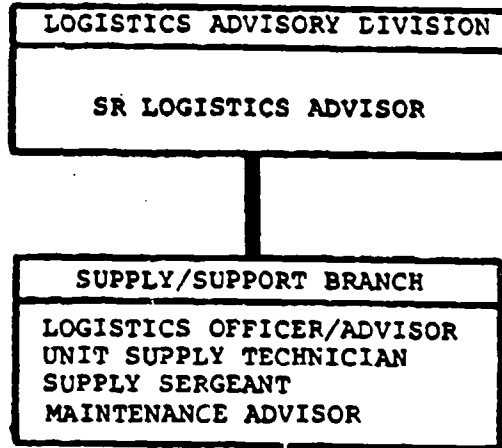 LOGISTICS ADVISORY DIVISION
SR LOGISTICS ADVISOR
SUPPLY/SUPPORT BRANCH
LOGISTICS OFFICER/ADVISOR
UNIT SUPPLY TECHNICIAN
SUPPLY SERGEANT
MAINTENANCE ADVISOR